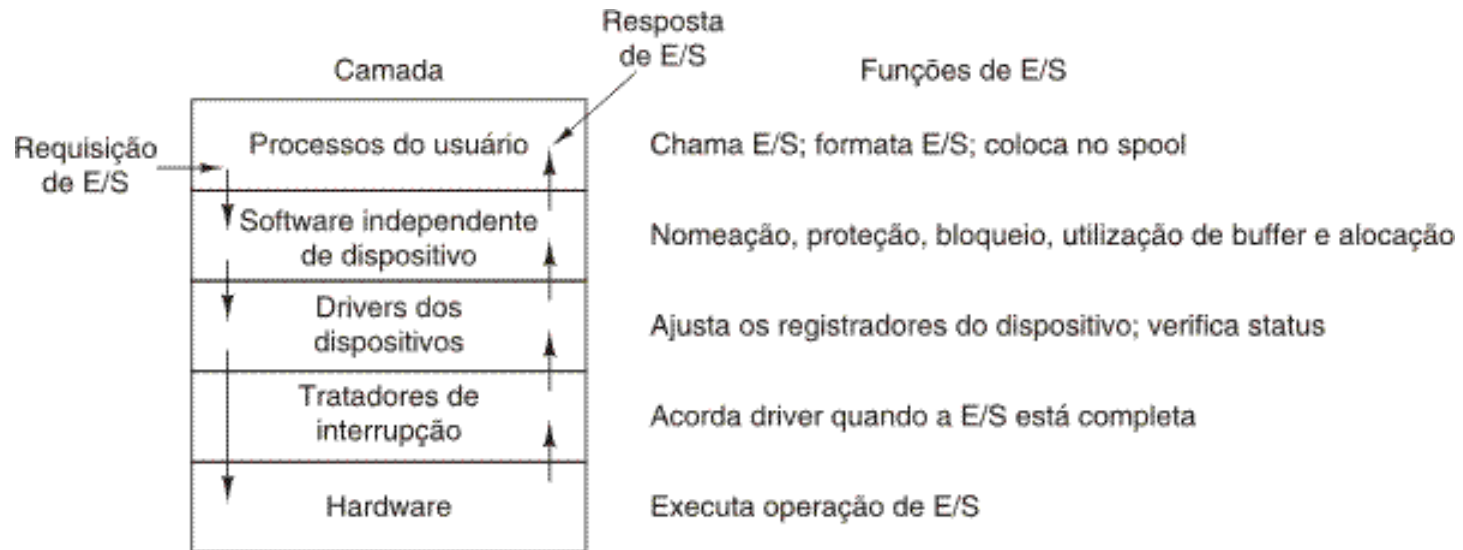 Resposta
de E/S
Camada
Funções de E/S
Requisição
de E/S
Processos do usuário
Chama E/S; formata E/S; coloca no spool
Software independente
de dispositivo
Nomeação, proteção, bloqueio, utilização de buffer e alocação
Drivers dos
dispositivos
Ajusta os registradores do dispositivo; verifica status
Tratadores de
interrupção
Acorda driver quando a E/S está completa
Hardware
Executa operação de E/S